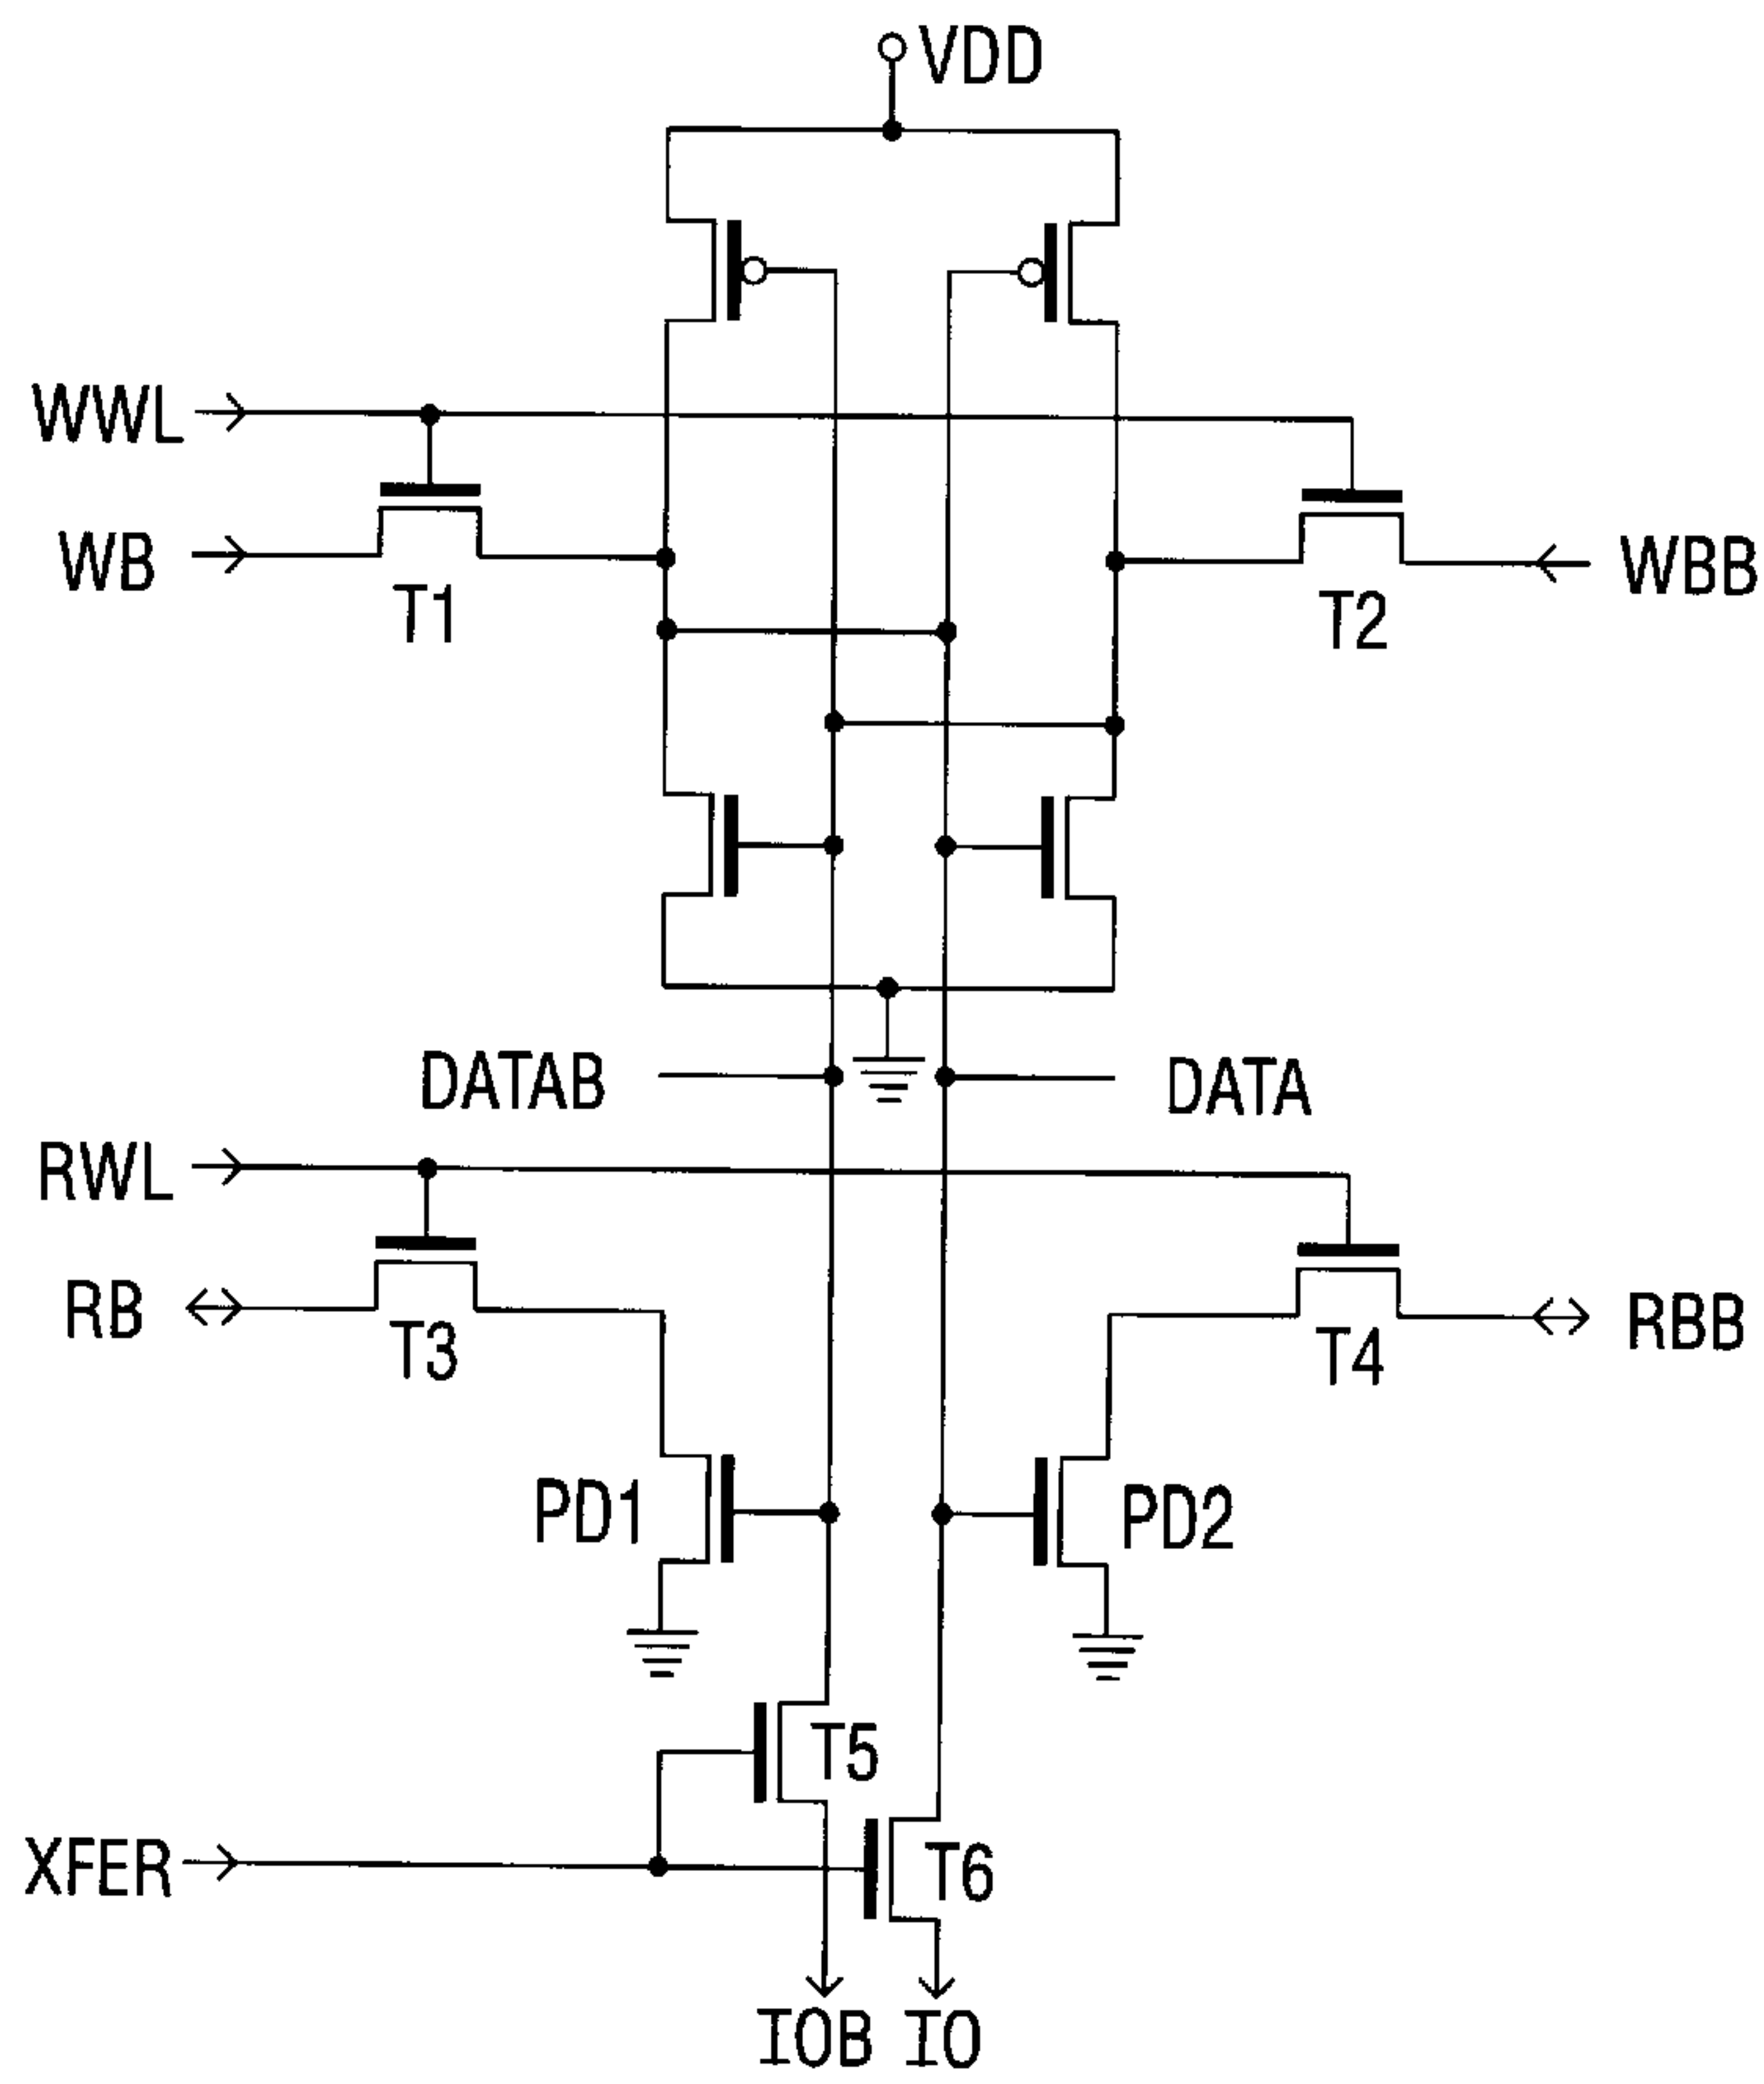 VDD
WWL
WB
T1
T2
WBB
DATAB
DATA
RWL
RB
T3
T4
RBB
PD1
PD2
T5
XFER
T6
IOB
IO